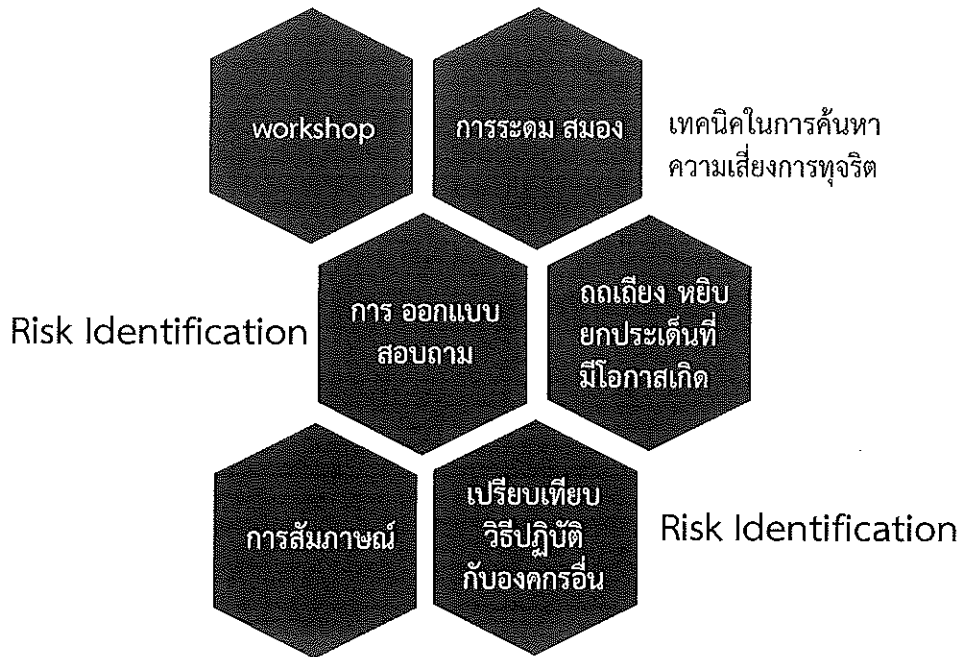 workshop
การระดม สมอง
เทคนิคในการค้นหา
ความเสี่ยงการทุจริต
Risk Identification
การ ออกแบบ
สอบถาม
ถถเถียง หยิบ
ยกประเด็นที่
มีโอกาสเกิด
การสัมภาษณ์
เปรียบเทียบ
วิธีปฏิบัติ
กับองคกรอื่น
Risk Identification